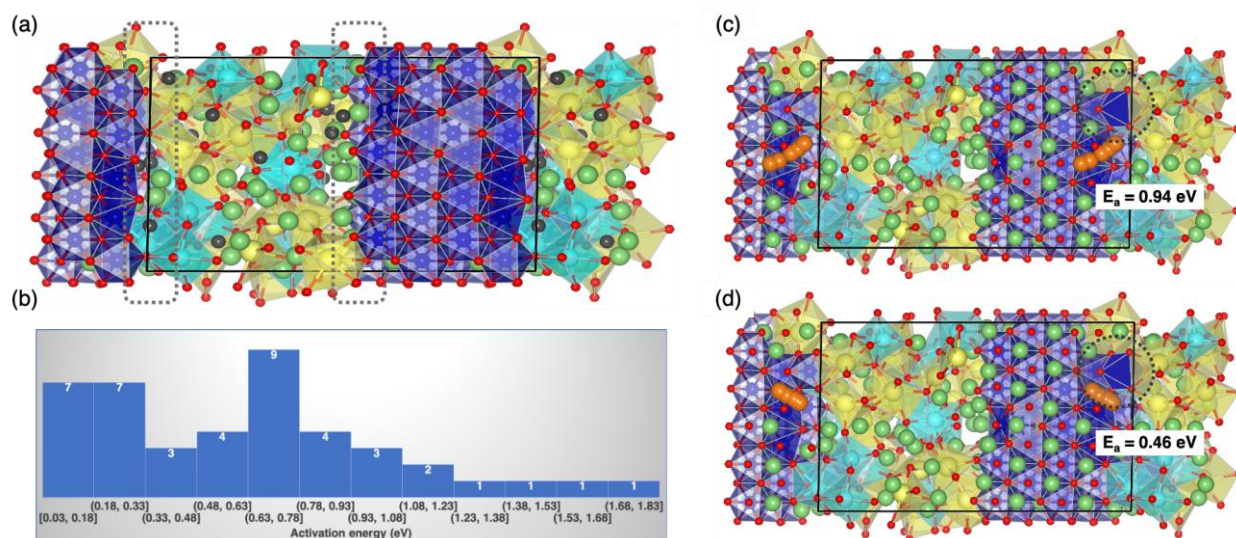 (a)
(b)
7
7
3
4
9
4
3
2
1
1
1
1
(0.18, 0.33] (0.48, 0.63] (0.78, 0.93] (1.08, 1.23] (1.38, 1.53] (1.68, 1.83]
[0.03, 0.18] (0.33, 0.48] (0.63, 0.78] (0.93, 1.08] (1.23, 1.38] (1.53, 1.68]
Activation energy (eV)
(c)
Ea = 0.94 eV
(d)
Ea = 0.46 eV